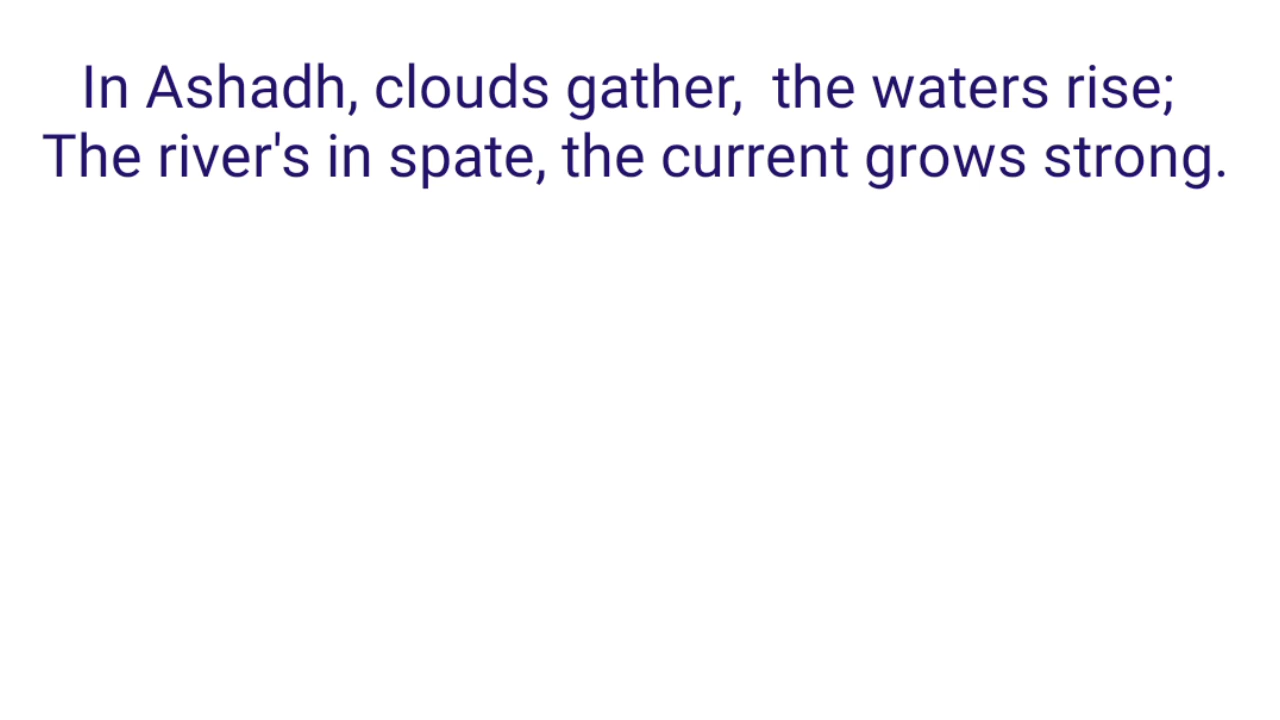 In Ashadh, clouds gather,  the waters rise;
The river's in spate, the current grows strong.